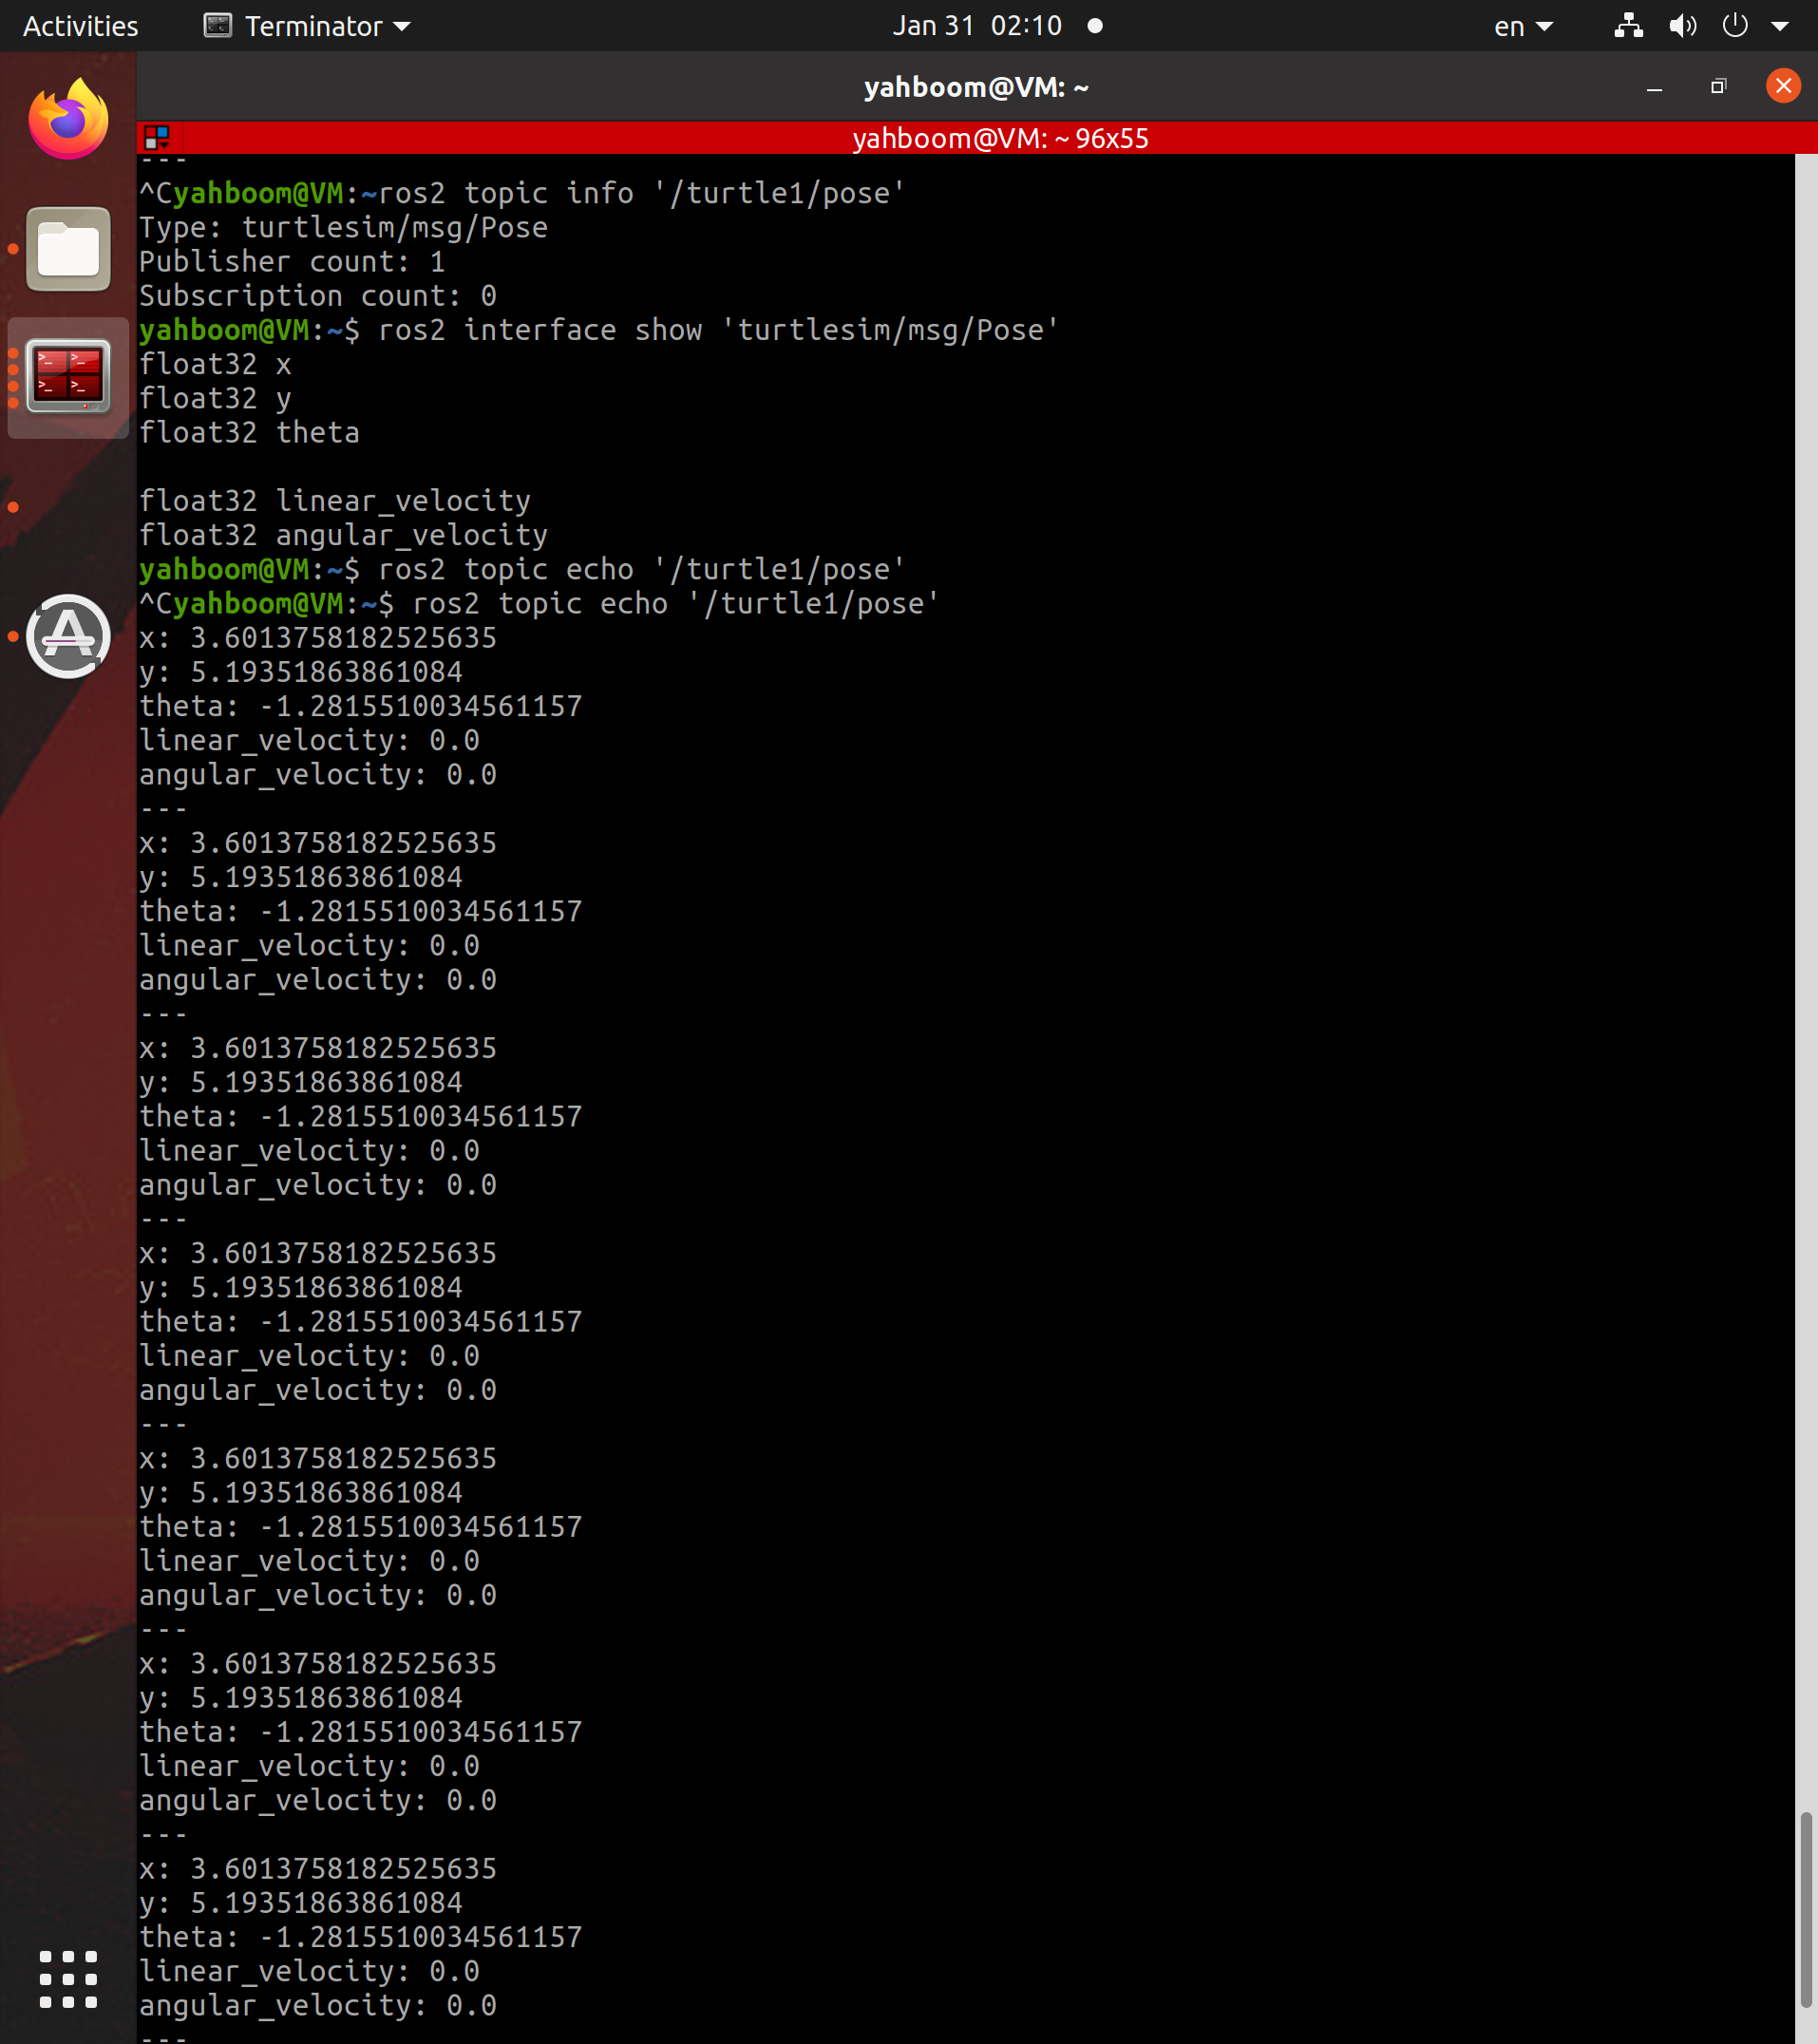 Activities
Terminator
Jan 31 02:10
en
yahboom@VM: ~
yahboom@VM: ~ 96x55
---
^Cyahboom@VM:~ros2 topic info '/turtle1/pose'
Type: turtlesim/msg/Pose
Publisher count: 1
Subscription count: 0
yahboom@VM:~$ ros2 interface show 'turtlesim/msg/Pose'
float32 x
float32 y
float32 theta

float32 linear_velocity
float32 angular_velocity
yahboom@VM:~$ ros2 topic echo '/turtle1/pose'
^Cyahboom@VM:~$ ros2 topic echo '/turtle1/pose'
x: 3.6013758182525635
y: 5.19351863861084
theta: -1.2815510034561157
linear_velocity: 0.0
angular_velocity: 0.0
---
x: 3.6013758182525635
y: 5.19351863861084
theta: -1.2815510034561157
linear_velocity: 0.0
angular_velocity: 0.0
---
x: 3.6013758182525635
y: 5.19351863861084
theta: -1.2815510034561157
linear_velocity: 0.0
angular_velocity: 0.0
---
x: 3.6013758182525635
y: 5.19351863861084
theta: -1.2815510034561157
linear_velocity: 0.0
angular_velocity: 0.0
---
x: 3.6013758182525635
y: 5.19351863861084
theta: -1.2815510034561157
linear_velocity: 0.0
angular_velocity: 0.0
---
x: 3.6013758182525635
y: 5.19351863861084
theta: -1.2815510034561157
linear_velocity: 0.0
angular_velocity: 0.0
---
x: 3.6013758182525635
y: 5.19351863861084
theta: -1.2815510034561157
linear_velocity: 0.0
angular_velocity: 0.0
---